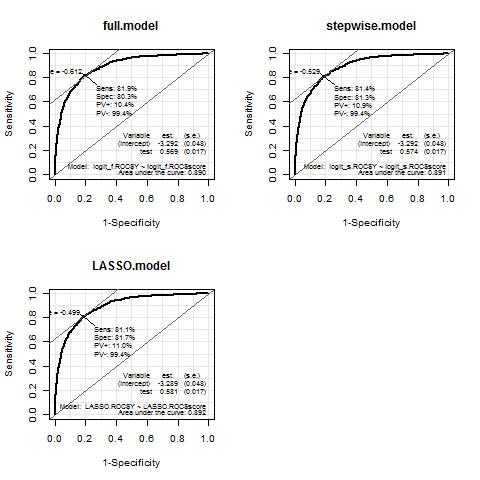 full.model
1.0
0.8
0.6
0.4
0.2
0.0
Sensitivity
e = -0.612
Sens: 81.9%
Spec: 80.3%
PV+: 10.4%
PV-: 99.4%
Variable est. (s.e.)
(Intercept) -3.292 (0.048)
test 0.569 (0.017)
Model: logit_f.ROC$Y ~ logit_f.ROC$score
Area under the curve: 0.890
0.0 0.2 0.4 0.6 0.8 1.0
1-Specificity
stepwise.model
1.0
0.8
0.6
0.4
0.2
0.0
Sensitivity
e = -0.529
Sens: 81.4%
Spec: 81.3%
PV+: 10.9%
PV-: 99.4%
Variable est. (s.e.)
(Intercept) -3.292 (0.048)
test 0.574 (0.017)
Model: logit_s.ROC$Y ~ logit_s.ROC$score
Area under the curve: 0.891
0.0 0.2 0.4 0.6 0.8 1.0
1-Specificity
LASSO.model
1.0
0.8
0.6
0.4
0.2
0.0
Sensitivity
e = -0.499
Sens: 81.1%
Spec: 81.7%
PV+: 11.0%
PV-: 99.4%
Variable est. (s.e.)
(Intercept) -3.289 (0.048)
test 0.581 (0.017)
Model: LASSO.ROC$Y ~ LASSO.ROC$score
Area under the curve: 0.892
0.0 0.2 0.4 0.6 0.8 1.0
1-Specificity